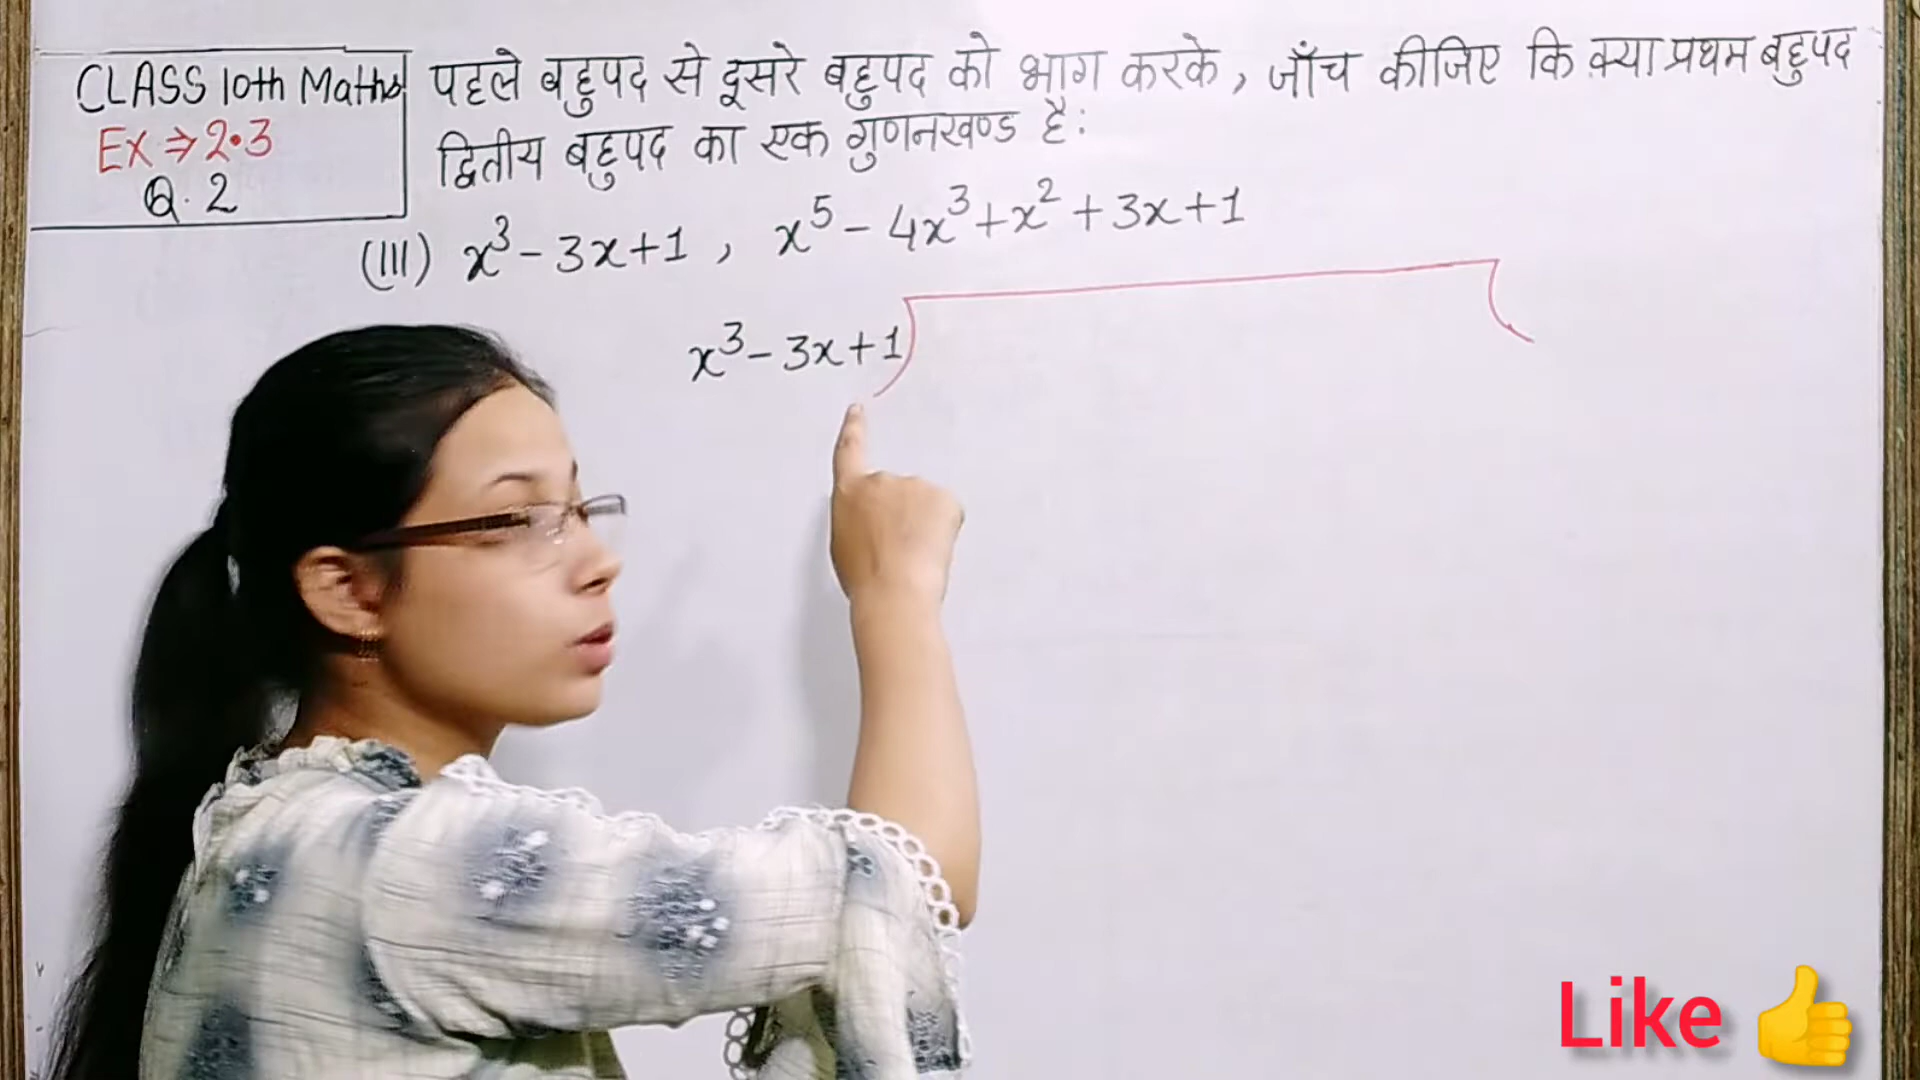 CLASS 10th Maths
Ex ⇒ 2.3
Q. 2
पहले बहुपद से दूसरे बहुपद को भाग करके, जाँच कीजिए कि क्या प्रथम बहुपद
द्वितीय बहुपद का एक गुणनखण्ड है:
(III) x³ - 3x + 1 , x⁵ - 4x³ + x² + 3x + 1
x³ - 3x + 1
Like 👍